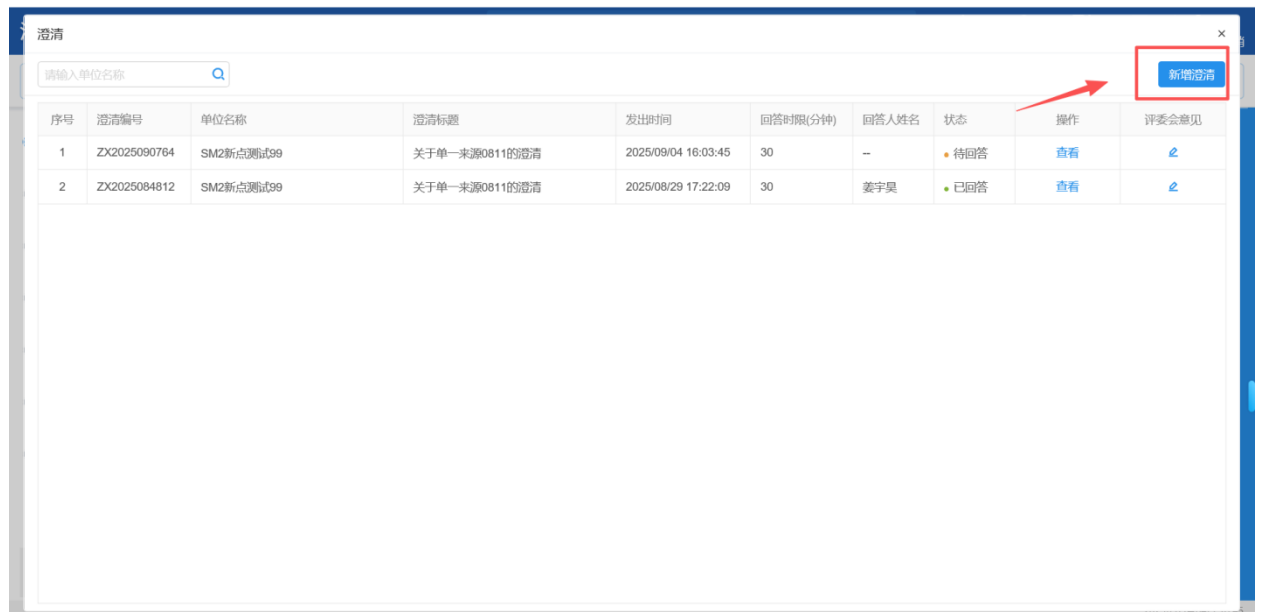 澄清 ×
请输入单位名称 新增澄清
序号 澄清编号 单位名称 澄清标题 发出时间 回答时限(分钟) 回答人姓名 状态 操作 评委会意见
1 ZX2025090764 SM2新点测试99 关于单一来源0811的澄清 2025/09/04 16:03:45 30 -- 待回答 查看
2 ZX2025084812 SM2新点测试99 关于单一来源0811的澄清 2025/08/29 17:22:09 30 姜宇昊 已回答 查看